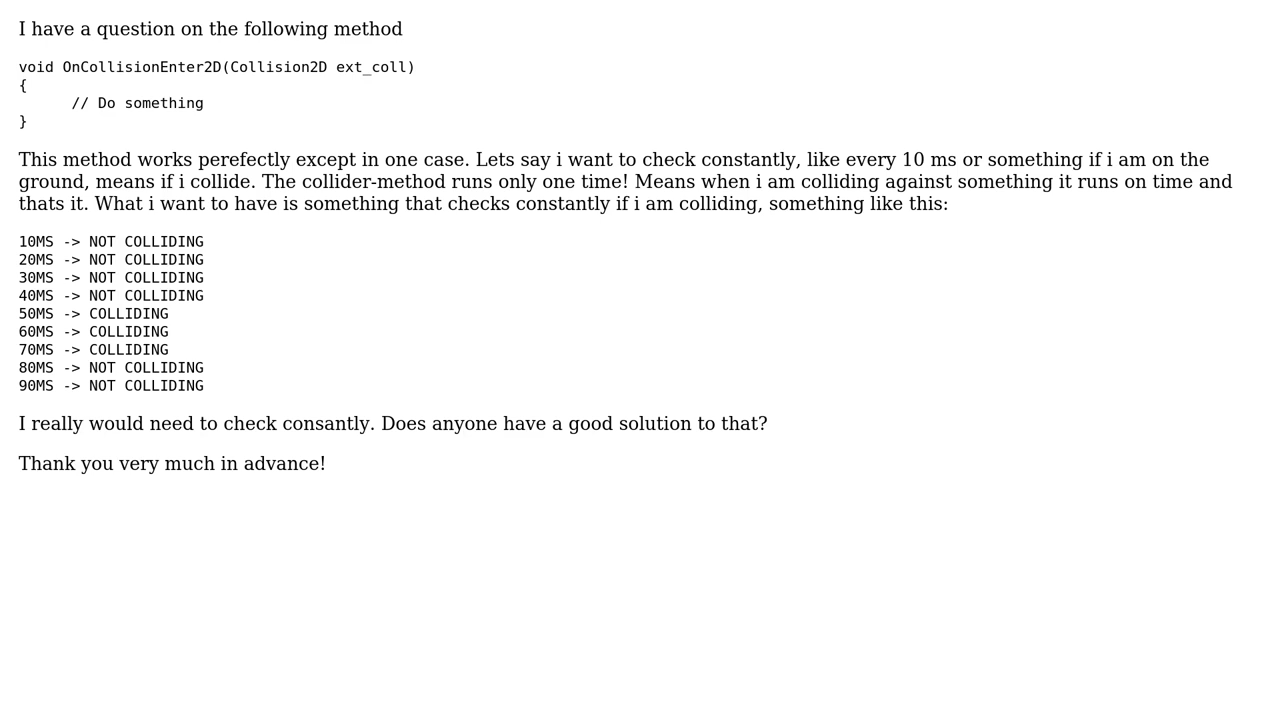 I have a question on the following method
void OnCollisionEnter2D(Collision2D ext_coll)
{
      // Do something
}
This method works perefectly except in one case. Lets say i want to check constantly, like every 10 ms or something if i am on the
ground, means if i collide. The collider-method runs only one time! Means when i am colliding against something it runs on time and
thats it. What i want to have is something that checks constantly if i am colliding, something like this:
10MS -> NOT COLLIDING
20MS -> NOT COLLIDING
30MS -> NOT COLLIDING
40MS -> NOT COLLIDING
50MS -> COLLIDING
60MS -> COLLIDING
70MS -> COLLIDING
80MS -> NOT COLLIDING
90MS -> NOT COLLIDING
I really would need to check consantly. Does anyone have a good solution to that?
Thank you very much in advance!